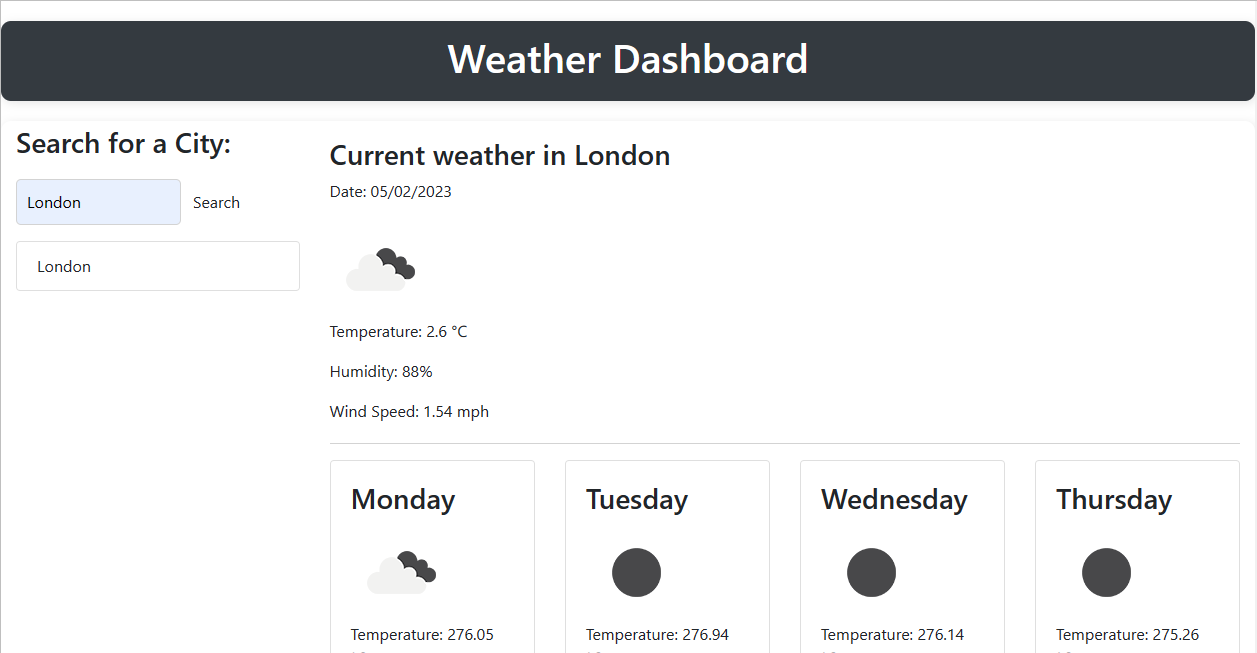 Weather Dashboard
Search for a City:
London
Search
London
Current weather in London
Date: 05/02/2023
Temperature: 2.6 °C
Humidity: 88%
Wind Speed: 1.54 mph
Monday
Temperature: 276.05
Tuesday
Temperature: 276.94
Wednesday
Temperature: 276.14
Thursday
Temperature: 275.26